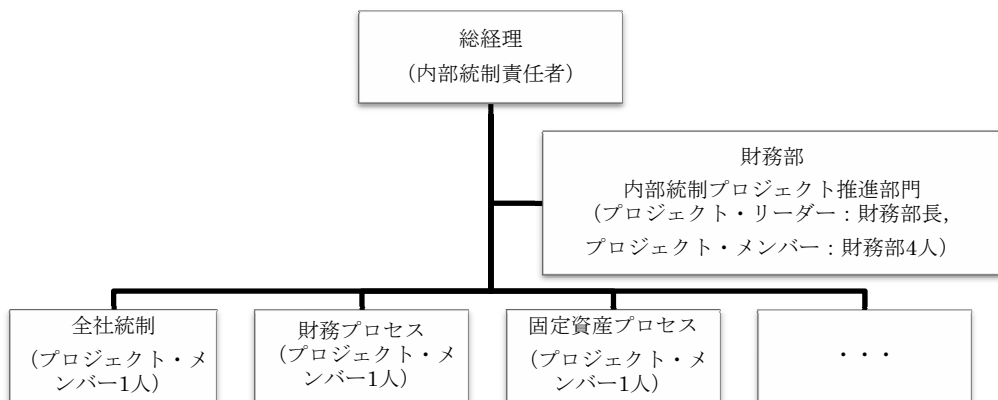 総経理
（内部統制責任者）
財務部
内部統制プロジェクト推進部門
（プロジェクト・リーダー：財務部長,
プロジェクト・メンバー：財務部4人）
全社統制
（プロジェクト・メ
ンバー1人）
財務プロセス
（プロジェクト・メ
ンバー1人）
固定資産プロセス
（プロジェクト・メ
ンバー1人）
・・・